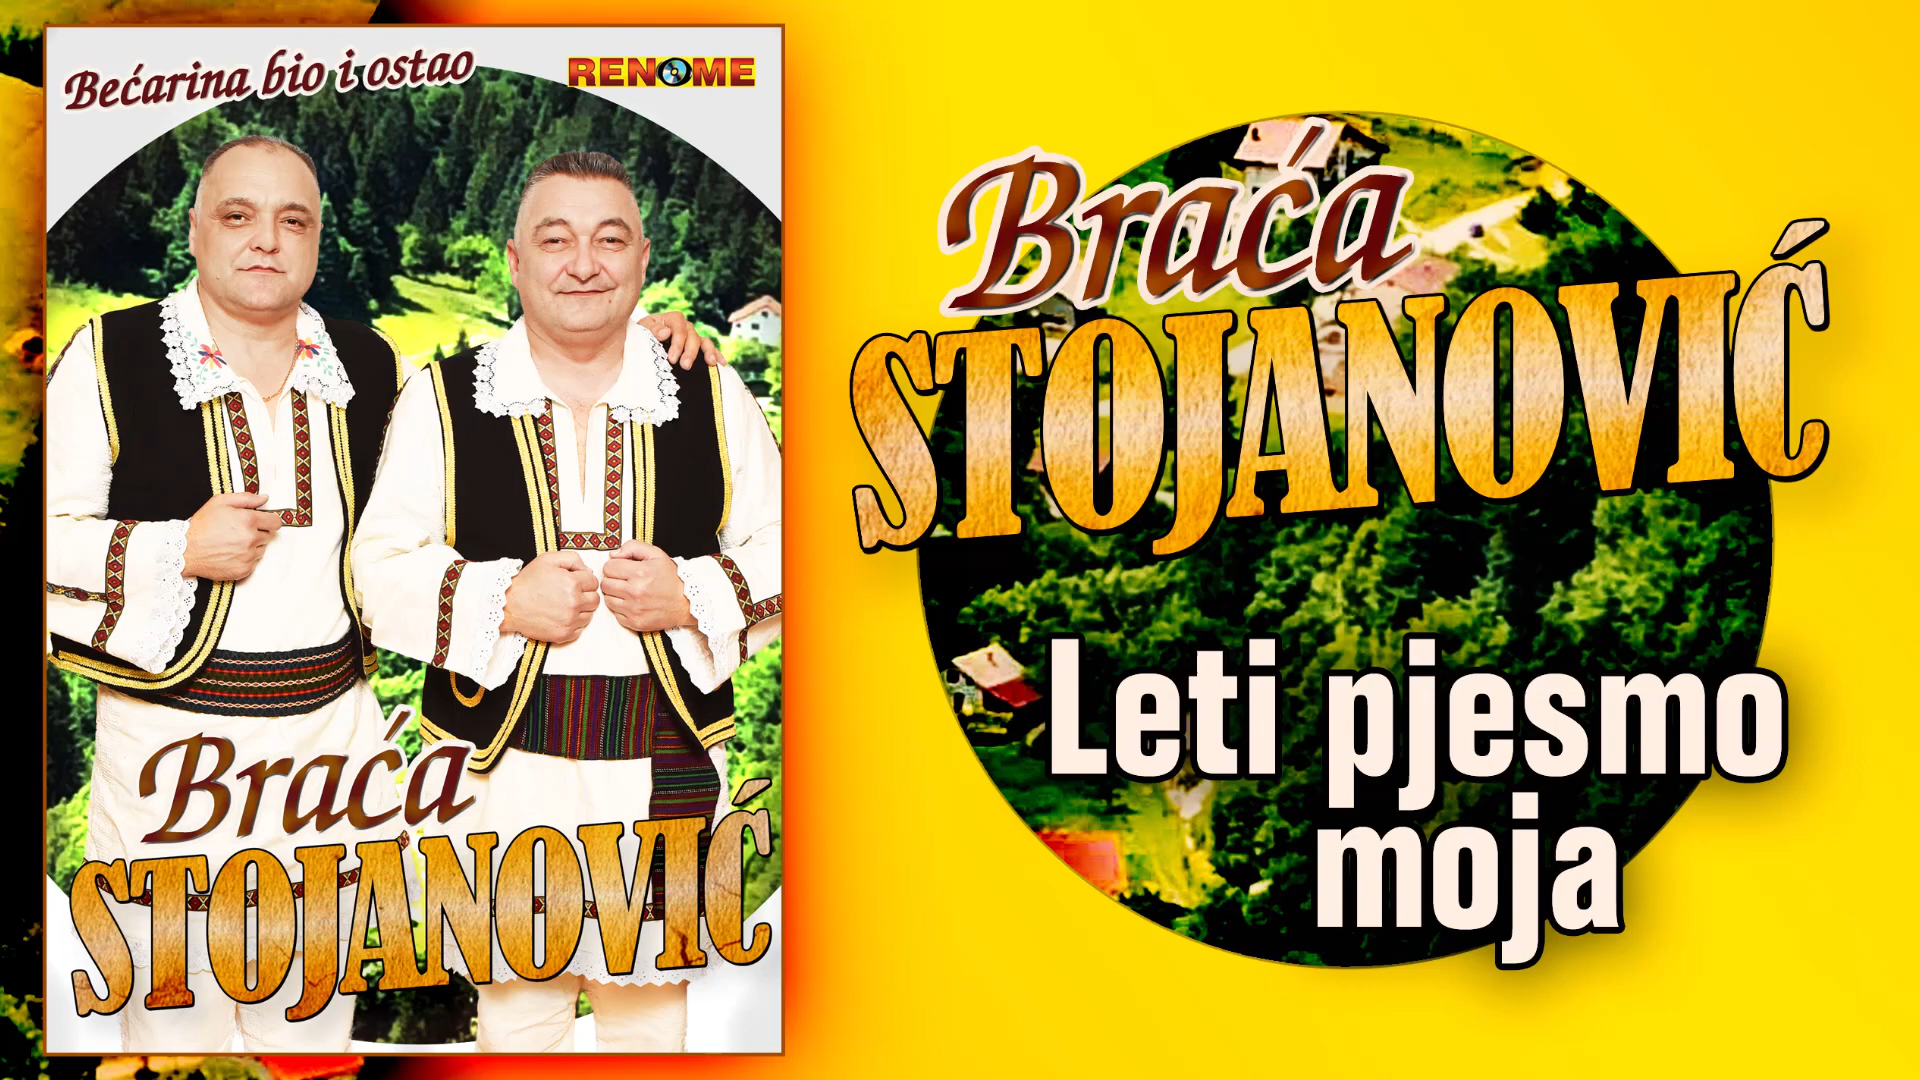 Bećarina bio i ostao
RENOME
Braća
STOJANOVIĆ
Braća
STOJANOVIĆ
Leti pjesmo
moja